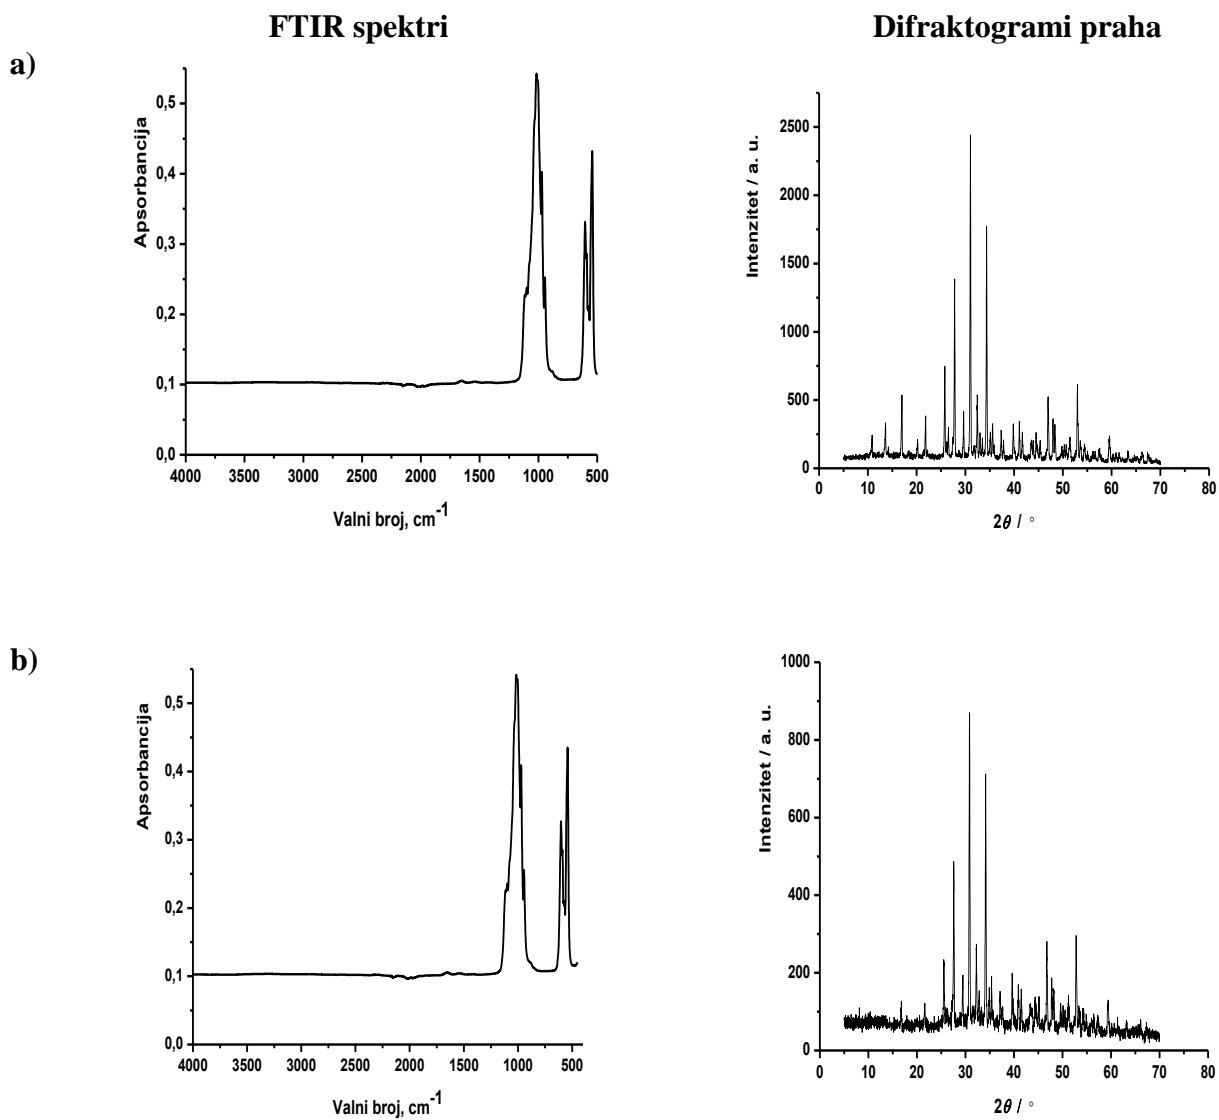 FTIR spektri
Difraktogrami praha
a)
Apsorbancija
0,5
0,4
0,3
0,2
0,1
0,0
4000 3500 3000 2500 2000 1500 1000 500
Valni broj, cm⁻¹
Intenzitet / a. u.
2500
2000
1500
1000
500
0
0 10 20 30 40 50 60 70 80
2θ / °
b)
Apsorbancija
0,5
0,4
0,3
0,2
0,1
0,0
4000 3500 3000 2500 2000 1500 1000 500
Valni broj, cm⁻¹
Intenzitet / a. u.
1000
800
600
400
200
0
0 10 20 30 40 50 60 70 80
2θ / °